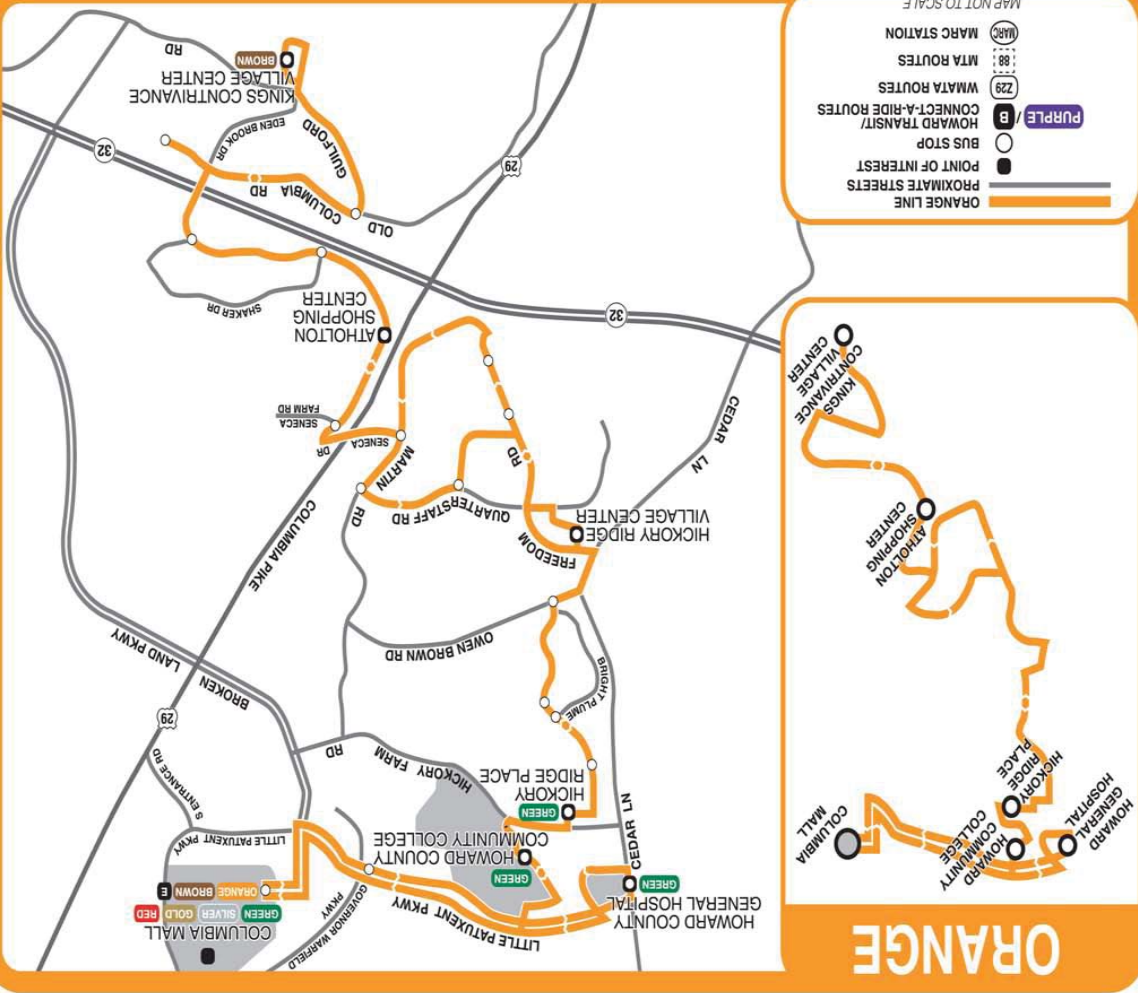 ORANGE
HOWARD
GENERAL
HOSPITAL
HOWARD
COMMUNITY
COLLEGE
COLUMBIA
MALL
HICKORY
RIDGE
PLACE
ATHOLTON
SHOPPING
CENTER
KINGS
CONTRIVANCE
VILLAGE
CENTER
ORANGE LINE
PROXIMATE STREETS
POINT OF INTEREST
BUS STOP
PURPLE / B HOWARD TRANSIT/
CONNECT-A-RIDE ROUTES
Z29 WMATA ROUTES
88 MTA ROUTES
MARC MARC STATION
MAP NOT TO SCALE
COLUMBIA MALL
GREEN SILVER GOLD RED
ORANGE BROWN E
HOWARD COUNTY
GENERAL HOSPITAL
GREEN
LITTLE PATUXENT PKWY
GOVERNOR WARFIELD
PKWY
LITTLE PATUXENT PKWY
S ENTRANCE RD
GREEN
HOWARD COUNTY
COMMUNITY COLLEGE
CEDAR LN
GREEN
HICKORY
RIDGE PLACE
HICKORY FARM RD
29
BROKEN LAND PKWY
BRIGHT PLUME
OWEN BROWN RD
COLUMBIA PIKE
FREEDOM
HICKORY RIDGE
VILLAGE CENTER
QUARTERSTAFF RD
MARTIN RD
RD
CEDAR LN
SENECA DR
SENECA
FARM RD
ATHOLTON
SHOPPING
CENTER
32
SHAKER DR
OLD COLUMBIA RD
29
GUILFORD RD
EDEN BROOK DR
32
KINGS CONTRIVANCE
VILLAGE CENTER
BROWN